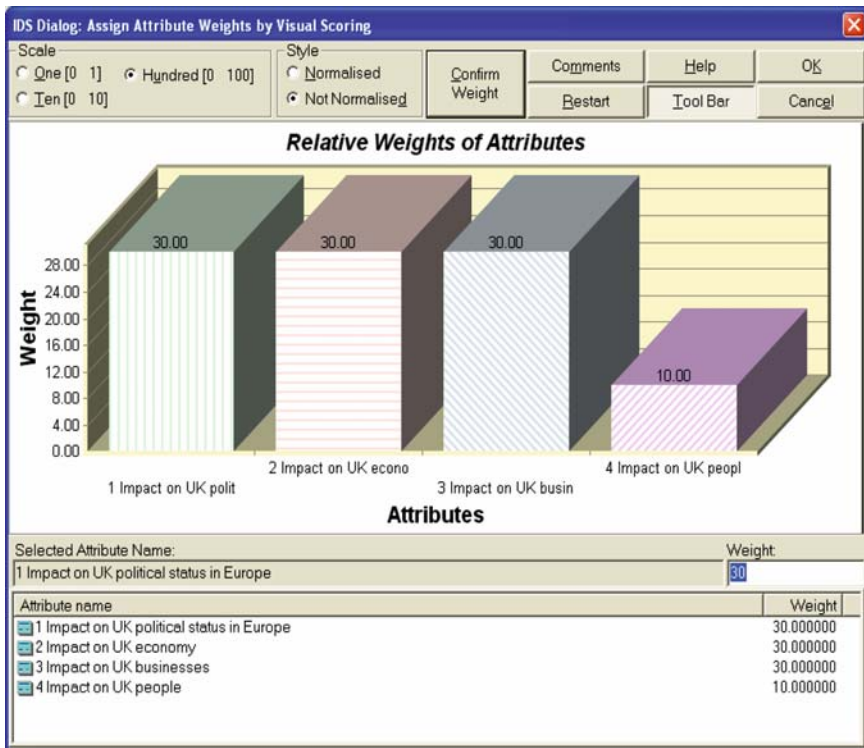 IDS Dialog: Assign Attribute Weights by Visual Scoring
Scale
One [0 1]
Hundred [0 100]
Ten [0 10]
Style
Normalised
Not Normalised
Confirm
Weight
Comments
Help
OK
Restart
Tool Bar
Cancel
Relative Weights of Attributes
30.00
30.00
30.00
10.00
Weight
28.00
24.00
20.00
16.00
12.00
8.00
4.00
0.00
1 Impact on UK polit
2 Impact on UK econo
3 Impact on UK busin
4 Impact on UK peopl
Attributes
Selected Attribute Name:
Weight:
1 Impact on UK political status in Europe
30
Attribute name Weight
1 Impact on UK political status in Europe 30.000000
2 Impact on UK economy 30.000000
3 Impact on UK businesses 30.000000
4 Impact on UK people 10.000000